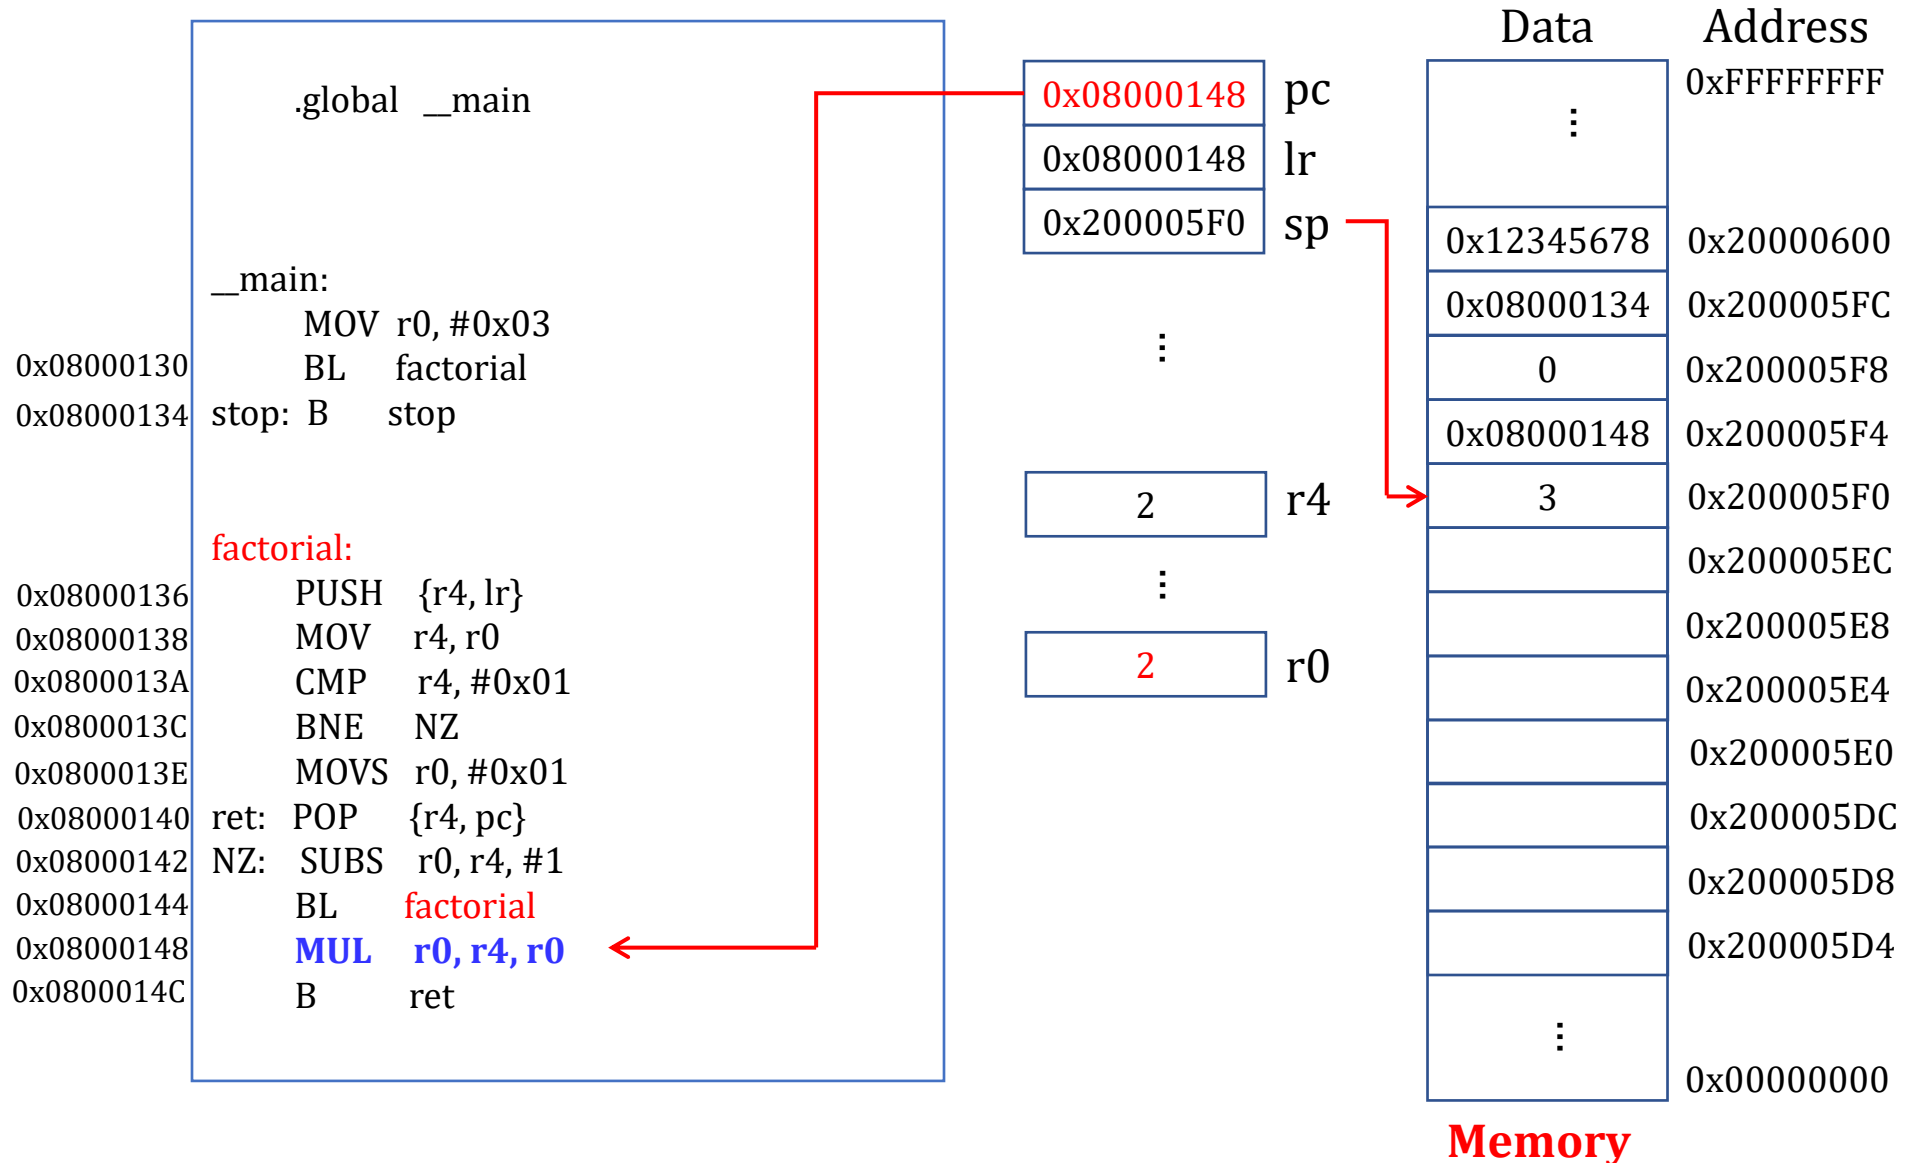 .global __main
__main:
MOV r0, #0x03
0x08000130 BL factorial
0x08000134 stop: B stop
factorial:
0x08000136 PUSH {r4, lr}
0x08000138 MOV r4, r0
0x0800013A CMP r4, #0x01
0x0800013C BNE NZ
0x0800013E MOVS r0, #0x01
0x08000140 ret: POP {r4, pc}
0x08000142 NZ: SUBS r0, r4, #1
0x08000144 BL factorial
0x08000148 MUL r0, r4, r0
0x0800014C B ret
0x08000148 pc
0x08000148 lr
0x200005F0 sp
⋮
2 r4
⋮
2 r0
Data Address
0xFFFFFFFF
⋮
0x12345678 0x20000600
0x08000134 0x200005FC
0 0x200005F8
0x08000148 0x200005F4
3 0x200005F0
0x200005EC
0x200005E8
0x200005E4
0x200005E0
0x200005DC
0x200005D8
0x200005D4
⋮
0x00000000
Memory